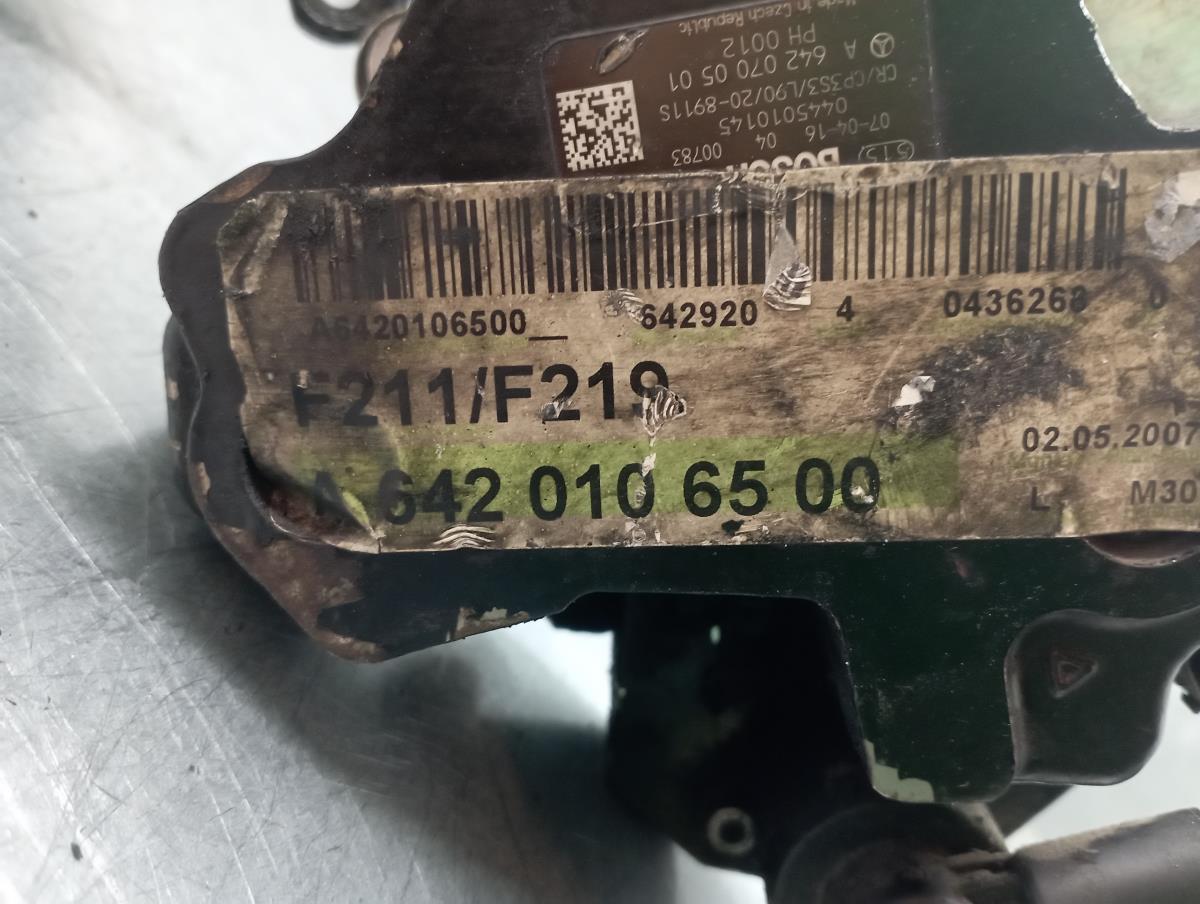 Made in Czech Republic
PH 0012
A 642 070 05 01
CR/CP3S3/L90/20-8911S
0445010145
07-04-16 04 00783
BOSCH
A6420106500__ 642920 4 0436268 0
F211/F219
02.05.2007
A 642 010 65 00
L M30